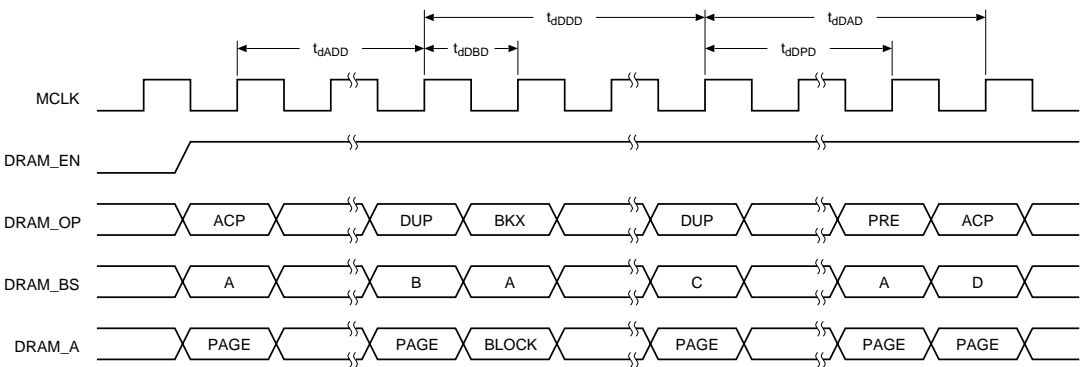 tdDDD tdDAD
tdADD tdDBD tdDPD
MCLK
DRAM_EN
DRAM_OP ACP DUP BKX DUP PRE ACP
DRAM_BS A B A C A D
DRAM_A PAGE PAGE BLOCK PAGE PAGE PAGE